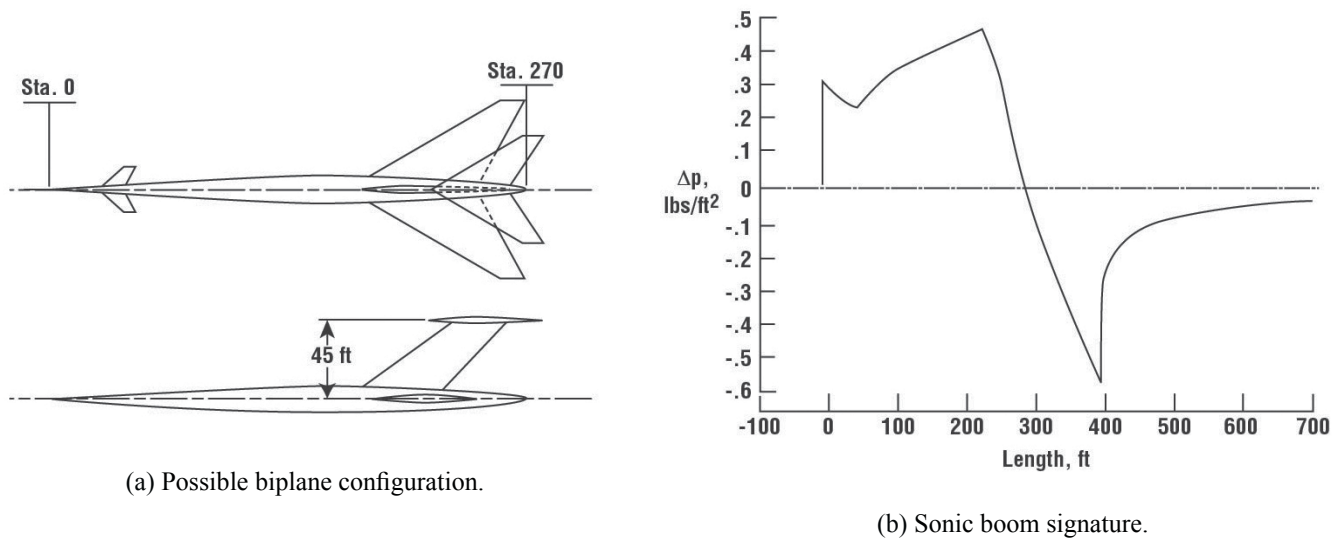 Sta. 0
Sta. 270
45 ft
(a) Possible biplane configuration.
.5
.4
.3
.2
.1
0
-.1
-.2
-.3
-.4
-.5
-.6
Δp,
lbs/ft²
-100 0 100 200 300 400 500 600 700
Length, ft
(b) Sonic boom signature.